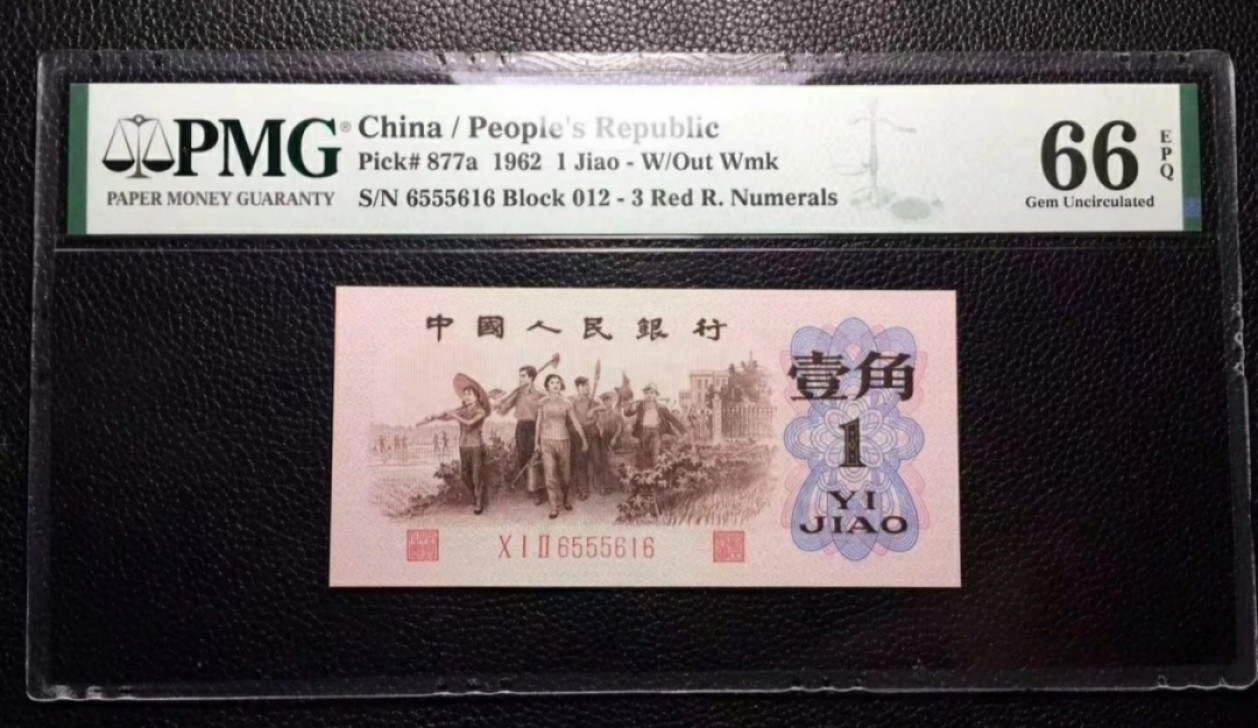 PMG®
PAPER MONEY GUARANTY
China / People's Republic
Pick# 877a 1962 1 Jiao - W/Out Wmk
S/N 6555616 Block 012 - 3 Red R. Numerals
66
EPQ
Gem Uncirculated
中國人民銀行
壹角
1
YI
JIAO
X I II 6555616